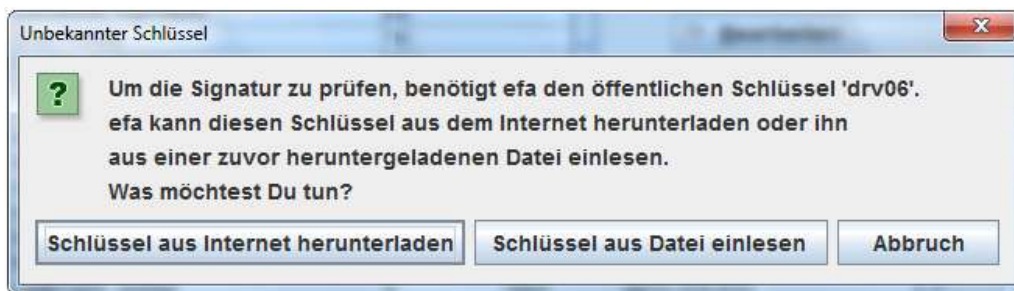 Unbekannter Schlüssel
Um die Signatur zu prüfen, benötigt efa den öffentlichen Schlüssel 'drv06'.
efa kann diesen Schlüssel aus dem Internet herunterladen oder ihn
aus einer zuvor heruntergeladenen Datei einlesen.
Was möchtest Du tun?
Schlüssel aus Internet herunterladen Schlüssel aus Datei einlesen Abbruch